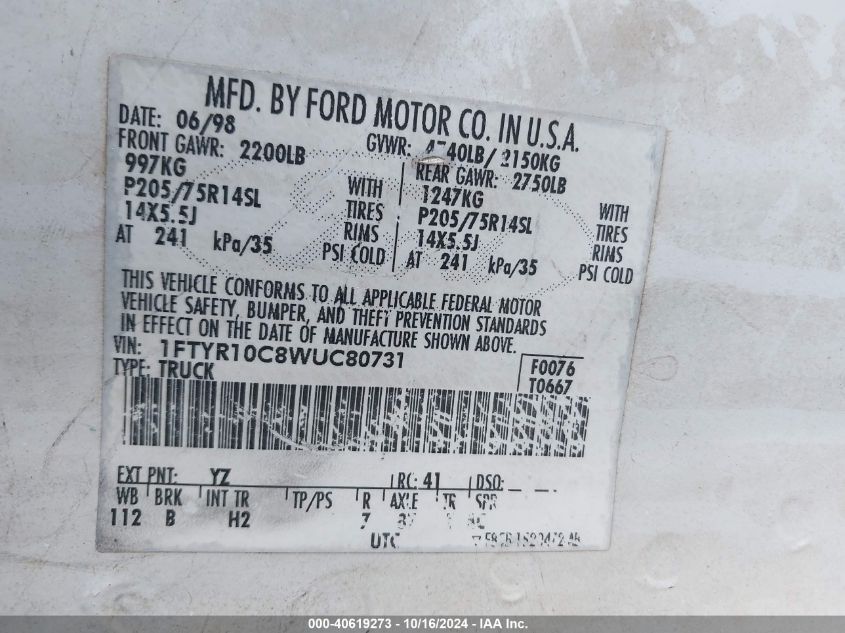 MFD. BY FORD MOTOR CO. IN U.S.A.
DATE: 06/98 GVWR: 4740LB/ 2150KG
FRONT GAWR: 2200LB REAR GAWR: 2750LB
997KG 1247KG
P205/75R14SL WITH TIRES P205/75R14SL WITH TIRES
14X5.5J RIMS 14X5.5J RIMS
AT 241 kPa/35 PSI COLD AT 241 kPa/35 PSI COLD
THIS VEHICLE CONFORMS TO ALL APPLICABLE FEDERAL MOTOR
VEHICLE SAFETY, BUMPER, AND THEFT PREVENTION STANDARDS
IN EFFECT ON THE DATE OF MANUFACTURE SHOWN ABOVE.
VIN: 1FTYR10C8WUC80731 F0076
TYPE: TRUCK T0667
EXT PNT: YZ RC: 41 DSO:
WB BRK INT TR TP/PS R AXLE TR SPR
112 B H2 7
UTC
000-40619273 - 10/16/2024 - IAA Inc.